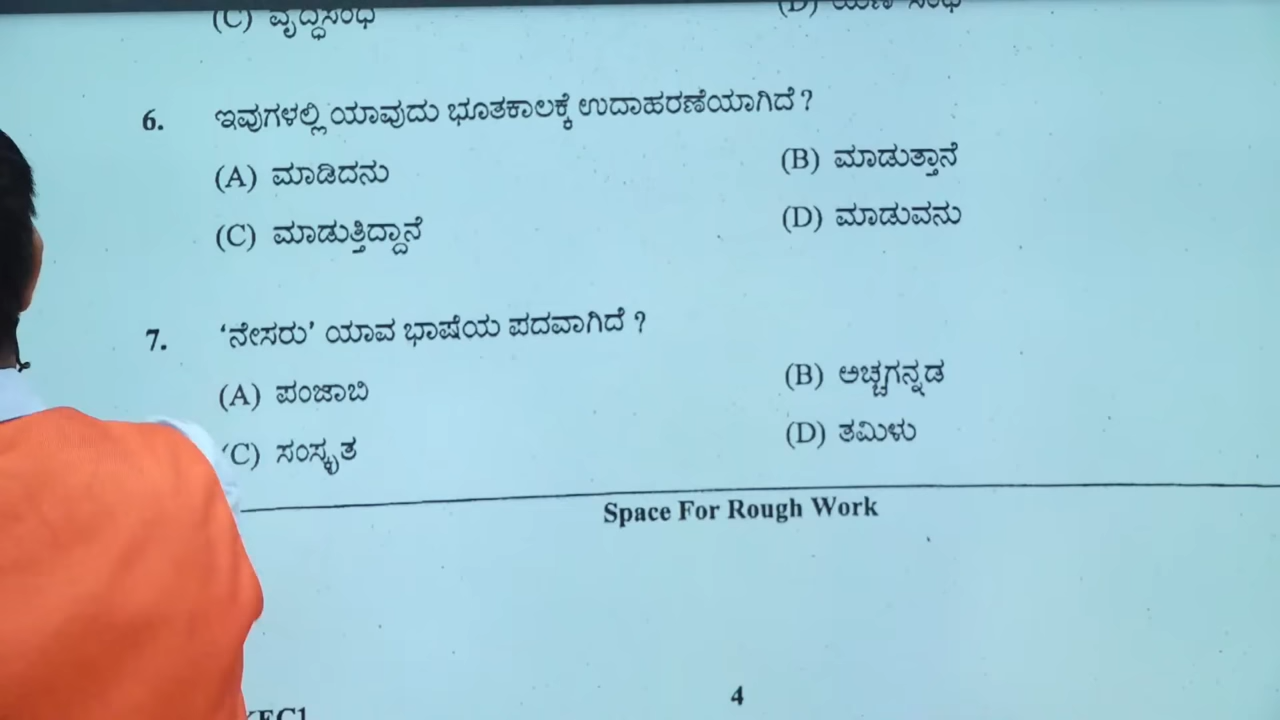 (C) ವೃದ್ಧಿಸಂಧಿ (D) ಯಣ್ ಸಂಧಿ
6. ಇವುಗಳಲ್ಲಿ ಯಾವುದು ಭೂತಕಾಲಕ್ಕೆ ಉದಾಹರಣೆಯಾಗಿದೆ ?
(A) ಮಾಡಿದನು (B) ಮಾಡುತ್ತಾನೆ
(C) ಮಾಡುತ್ತಿದ್ದಾನೆ (D) ಮಾಡುವನು
7. ‘ನೇಸರು’ ಯಾವ ಭಾಷೆಯ ಪದವಾಗಿದೆ ?
(A) ಪಂಜಾಬಿ (B) ಅಚ್ಚಗನ್ನಡ
(C) ಸಂಸ್ಕೃತ (D) ತಮಿಳು
Space For Rough Work
4